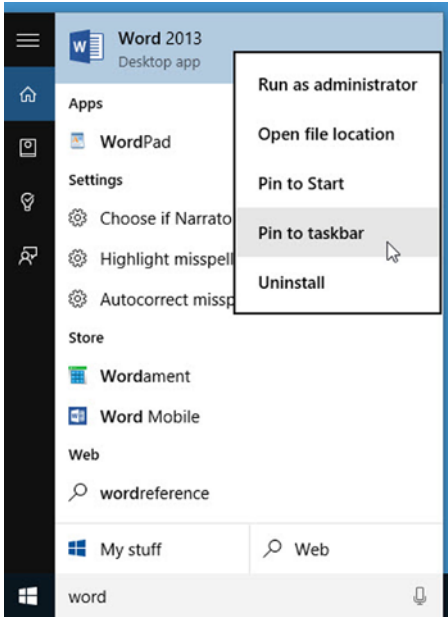 Word 2013
Desktop app
Run as administrator
Apps
Open file location
WordPad
Settings
Pin to Start
Choose if Narrato
Pin to taskbar
Highlight misspell
Uninstall
Autocorrect missp
Store
Wordament
Word Mobile
Web
wordreference
My stuff
Web
word